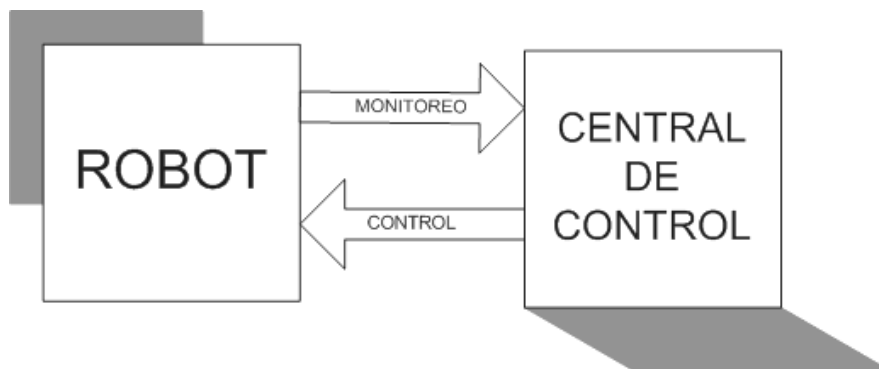 ROBOT
MONITOREO
CONTROL
CENTRAL
DE
CONTROL